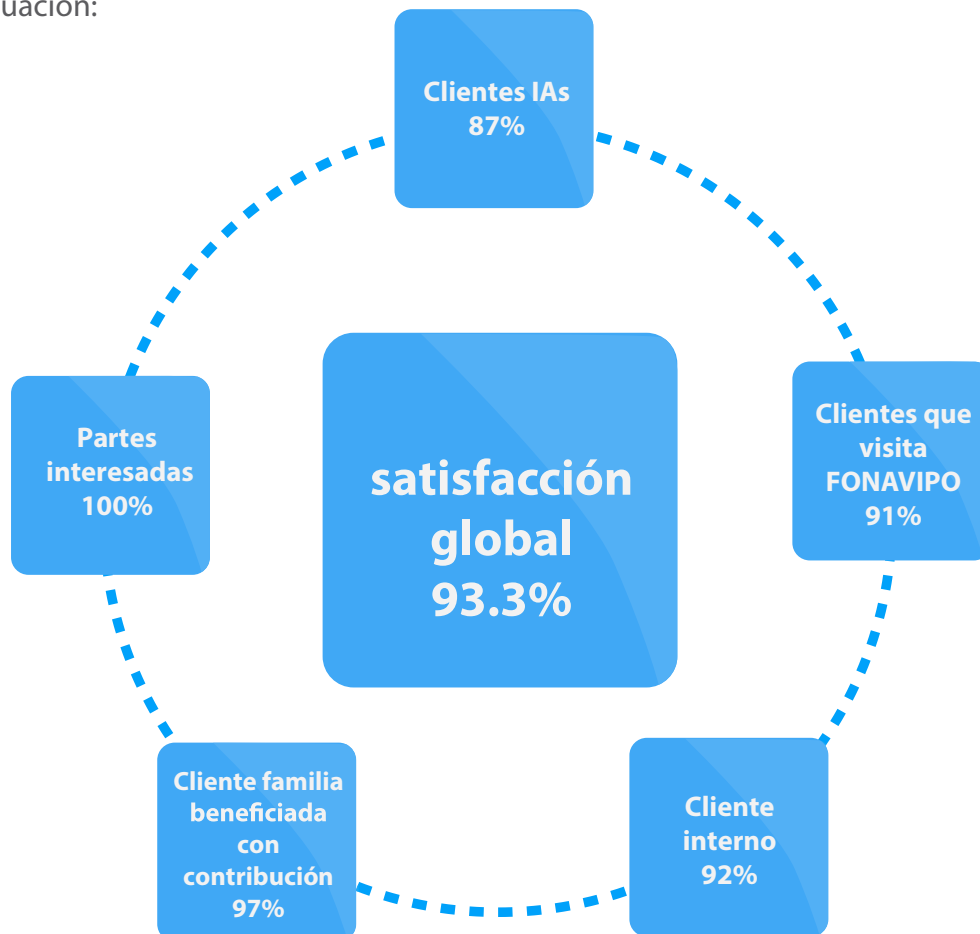 uación:
Clientes IAs
87%
Clientes que
visita
FONAVIPO
91%
Partes
interesadas
100%
satisfacción
global
93.3%
Cliente familia
beneficiada
con
contribución
97%
Cliente
interno
92%